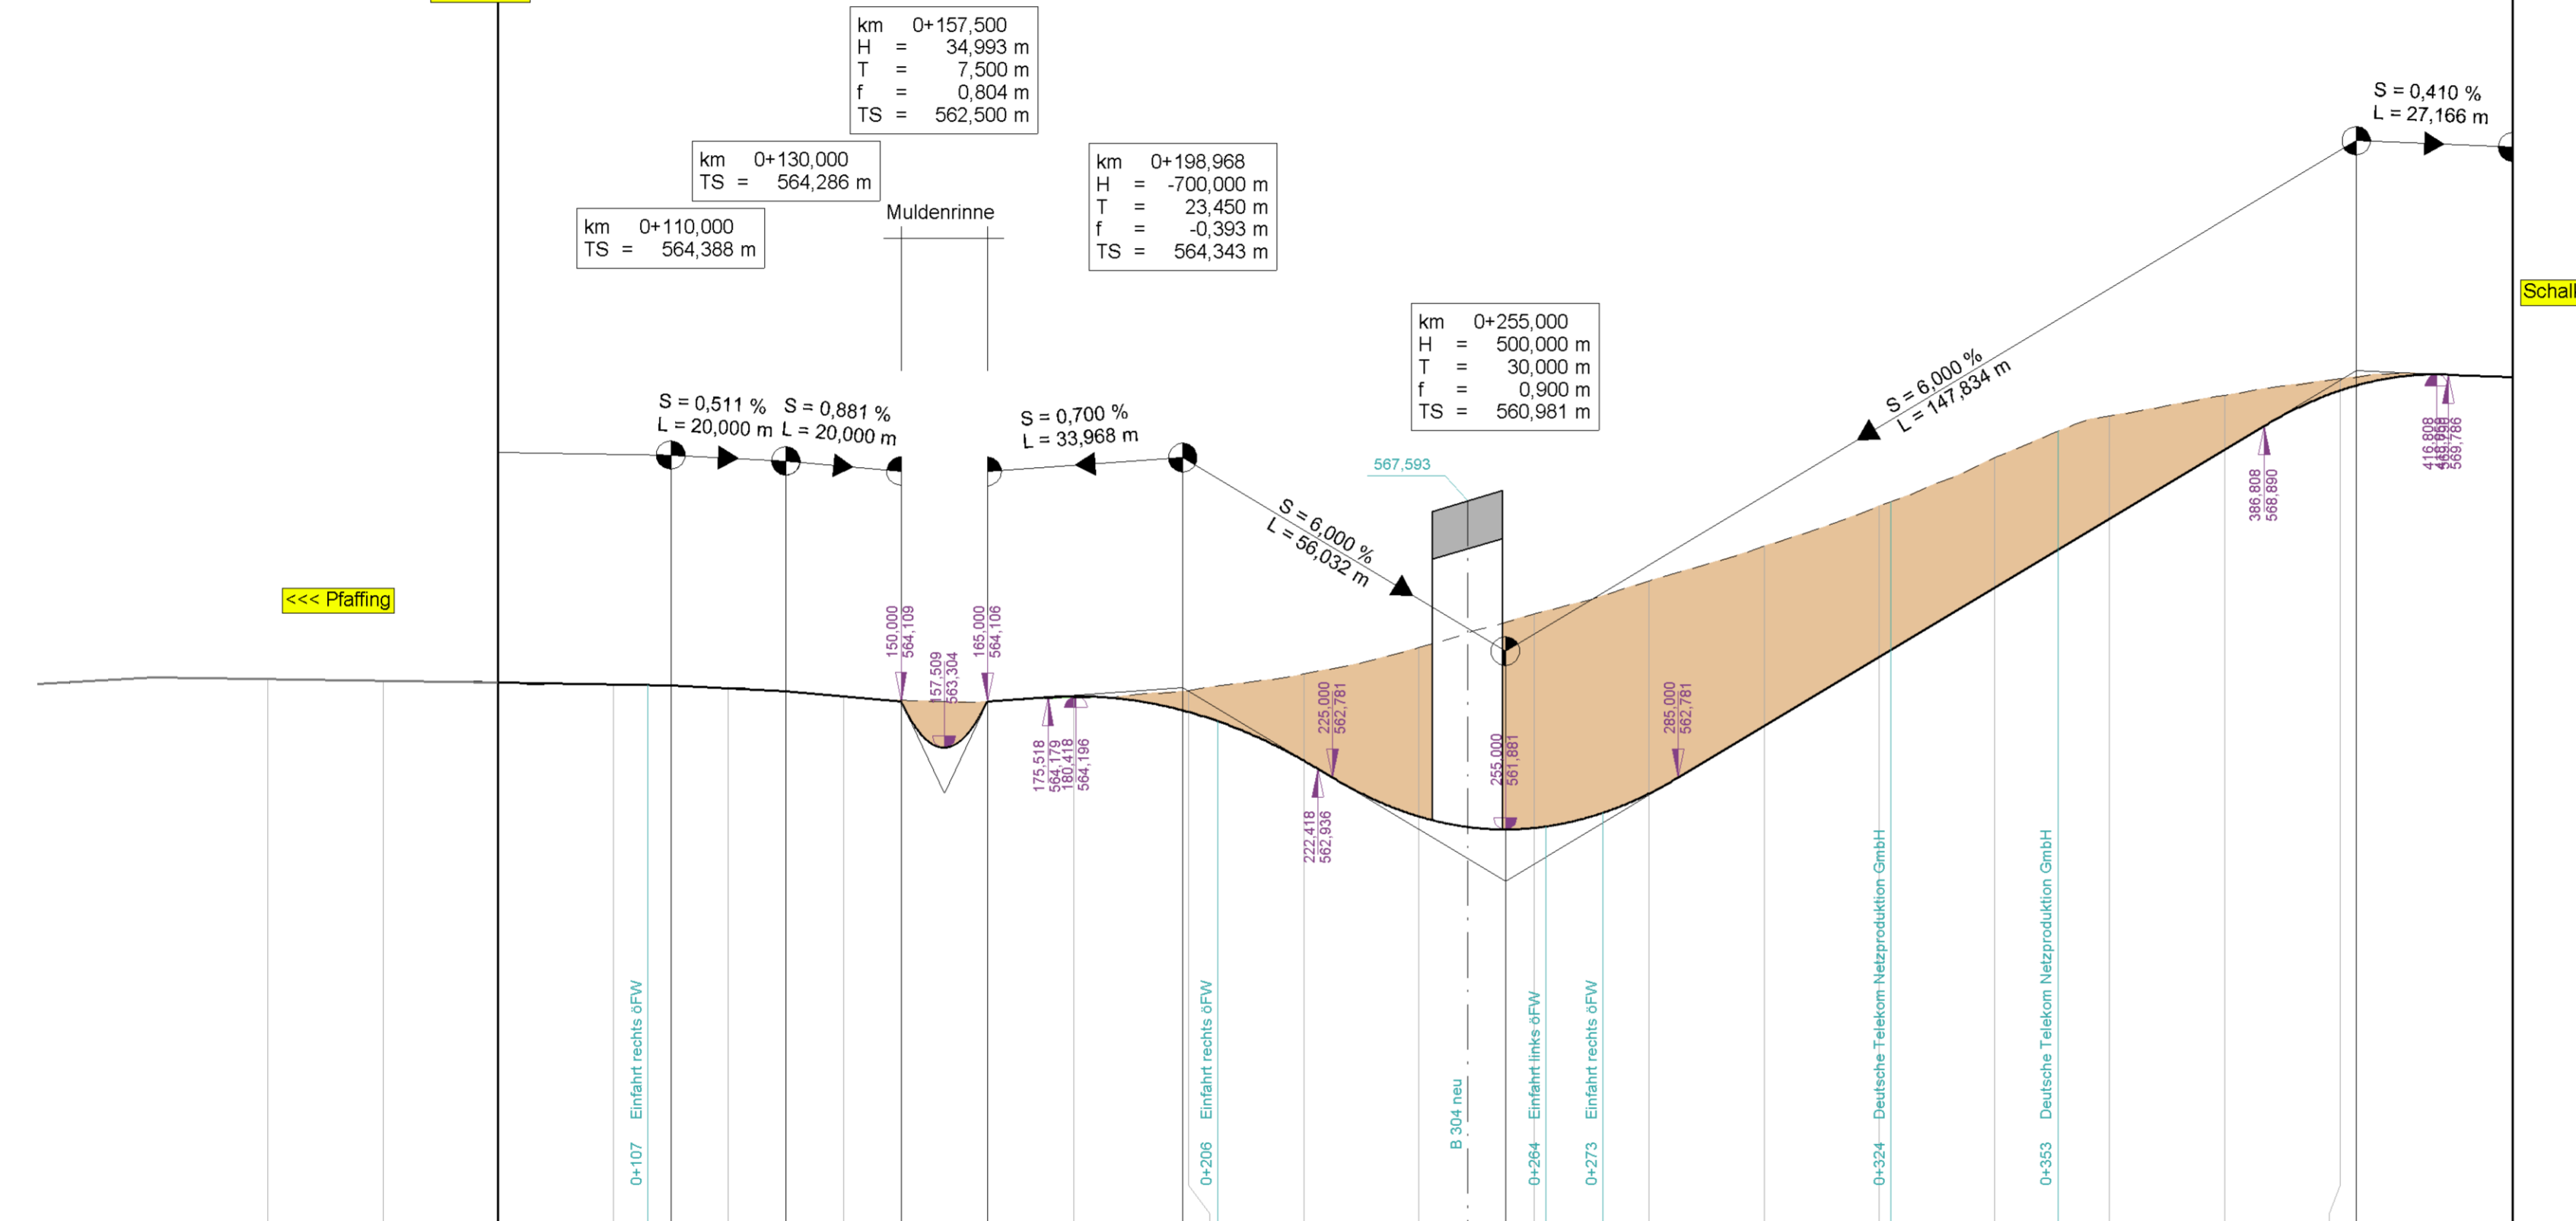 km 0+157,500
H = 34,993 m
T = 7,500 m
f = 0,804 m
TS = 562,500 m
km 0+130,000
TS = 564,286 m
km 0+110,000
TS = 564,388 m
Muldenrinne
km 0+198,968
H = -700,000 m
T = 23,450 m
f = -0,393 m
TS = 564,343 m
km 0+255,000
H = 500,000 m
T = 30,000 m
f = 0,900 m
TS = 560,981 m
S = 0,410 %
L = 27,166 m
Schall
S = 0,511 %
L = 20,000 m
S = 0,881 %
L = 20,000 m
S = 0,700 %
L = 33,968 m
S = 6,000 %
L = 56,032 m
S = 6,000 %
L = 147,834 m
567,593
<<< Pfaffing
150,000
564,109
157,509
563,304
165,000
564,106
175,518
564,179
180,418
564,196
222,418
562,936
225,000
562,781
255,000
561,881
285,000
562,781
386,808
568,890
416,808
569,786
0+107 Einfahrt rechts öFW
0+206 Einfahrt rechts öFW
B 304 neu
0+264 Einfahrt links öFW
0+273 Einfahrt rechts öFW
0+324 Deutsche Telekom Netzproduktion GmbH
0+353 Deutsche Telekom Netzproduktion GmbH